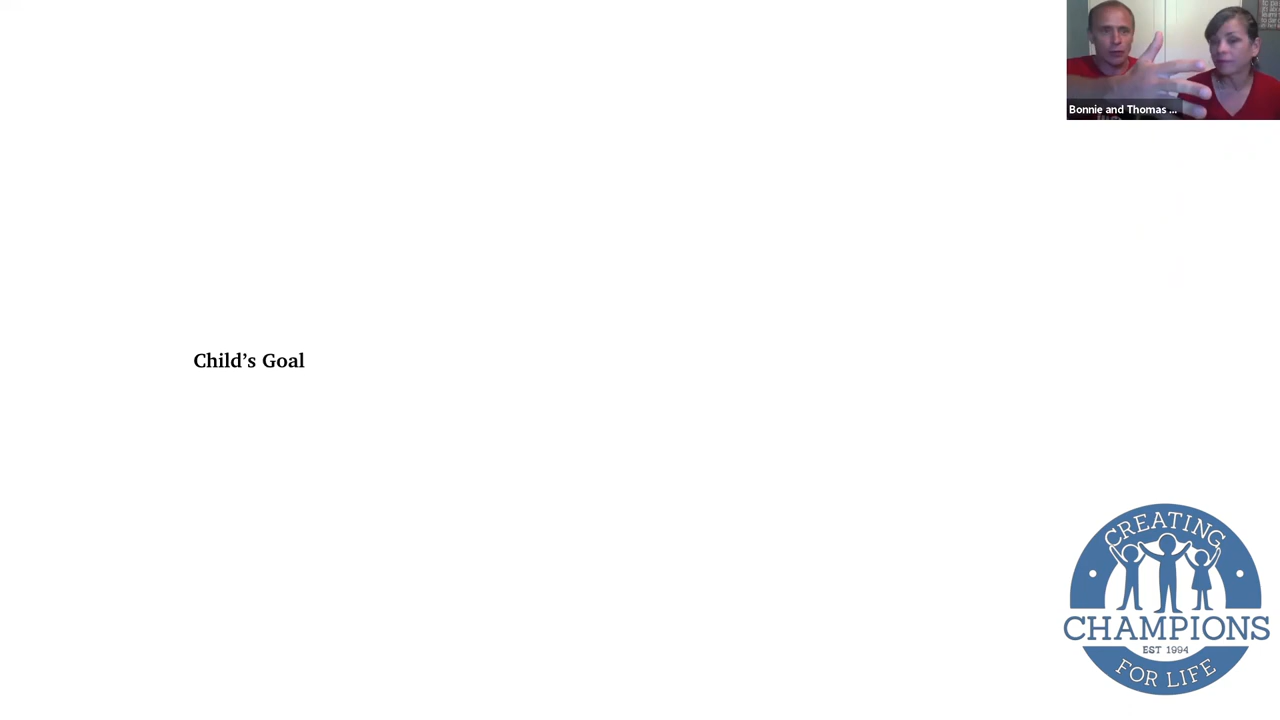 Bonnie and Thomas ...
Child’s Goal
CREATING
CHAMPIONS
EST 1994
FOR LIFE